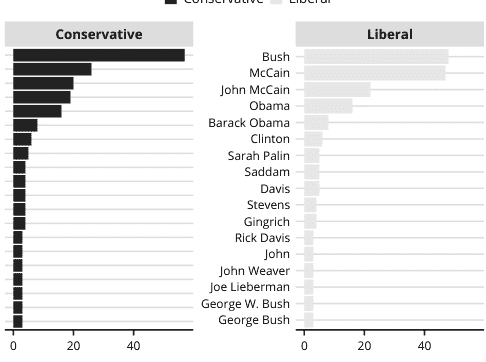 Conservative Liberal
Conservative
Liberal
Bush
McCain
John McCain
Obama
Barack Obama
Clinton
Sarah Palin
Saddam
Davis
Stevens
Gingrich
Rick Davis
John
John Weaver
Joe Lieberman
George W. Bush
George Bush
0 20 40
0 20 40